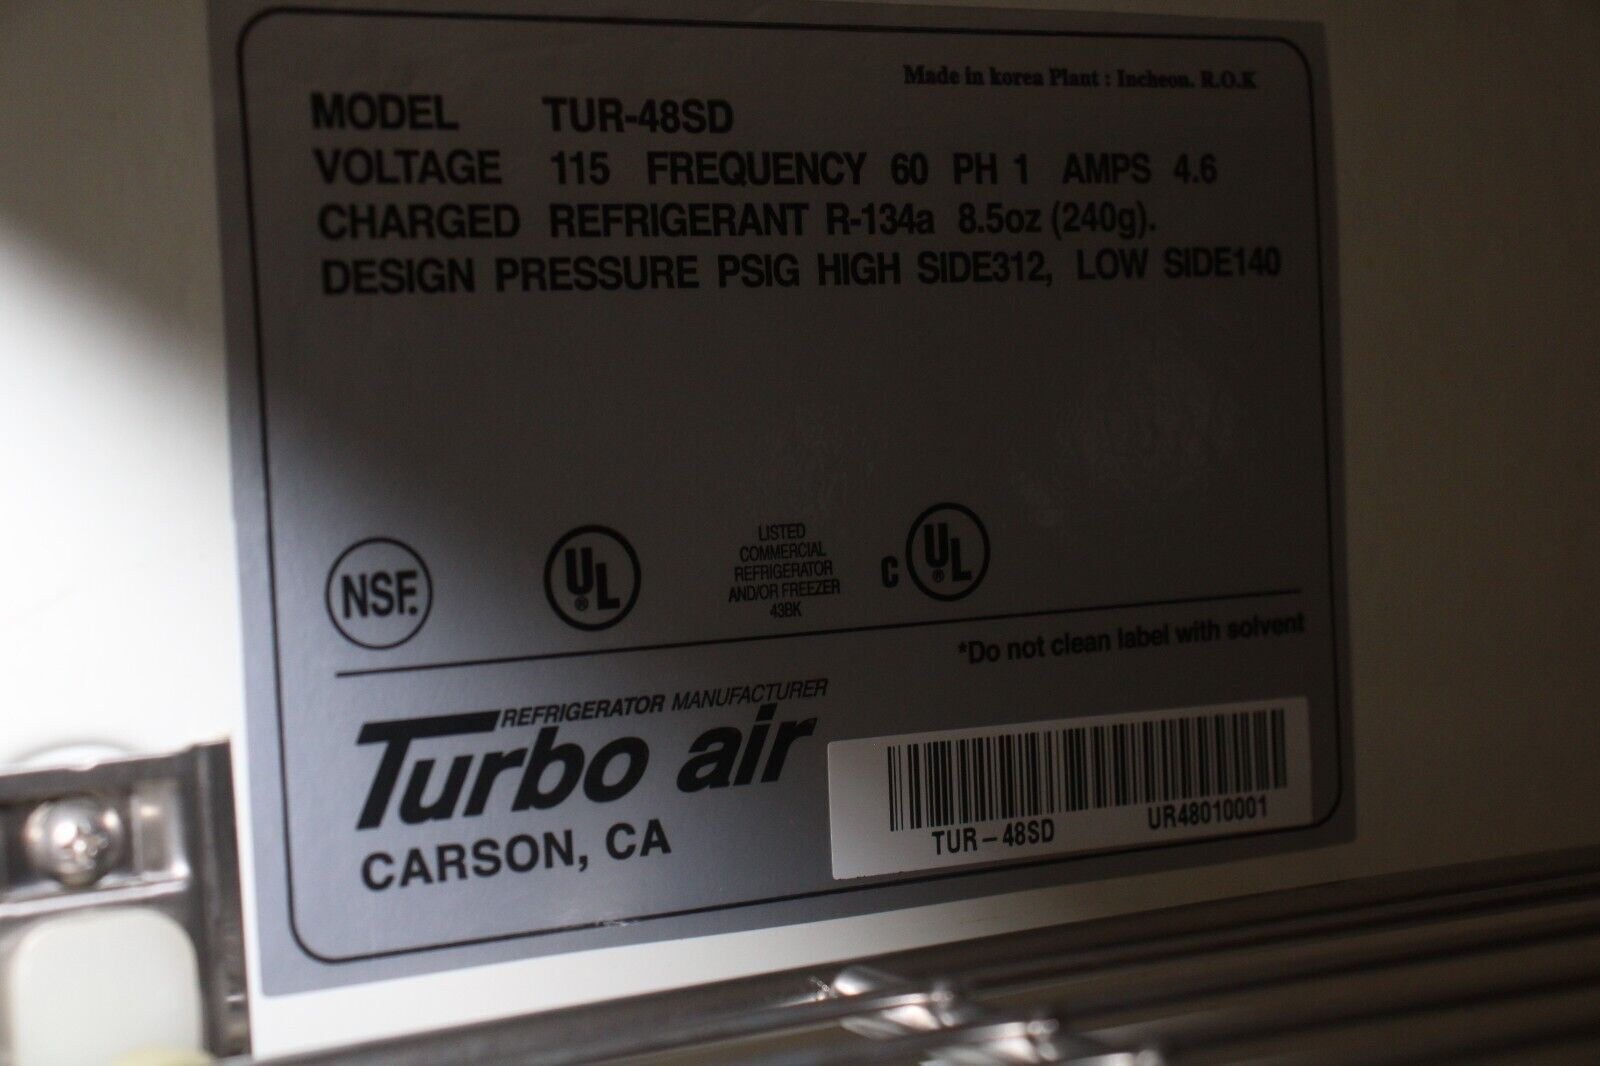 Made in korea Plant : Incheon. R.O.K
MODEL TUR-48SD
VOLTAGE 115 FREQUENCY 60 PH 1 AMPS 4.6
CHARGED REFRIGERANT R-134a 8.5oz (240g).
DESIGN PRESSURE PSIG HIGH SIDE312, LOW SIDE140
NSF.
UL®
LISTED
COMMERCIAL
REFRIGERATOR
AND/OR FREEZER
43BK
C UL®
*Do not clean label with solvent
REFRIGERATOR MANUFACTURER
Turbo air
CARSON, CA
TUR-48SD UR48010001